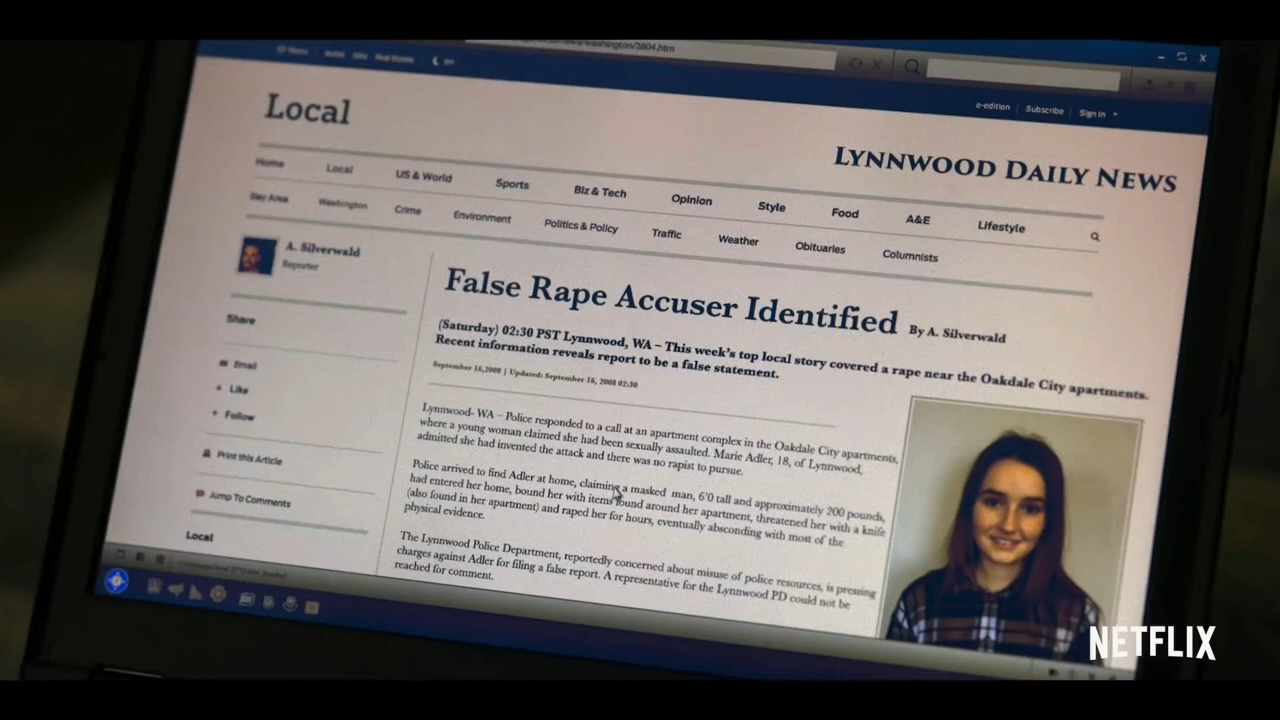 washington/3804.htm
Real Estate
e-edition Subscribe Sign In
Local
LYNNWOOD DAILY NEWS
Home Local US & World Sports Biz & Tech Opinion Style Food A&E Lifestyle
Bay Area Washington Crime Environment Politics & Policy Traffic Weather Obituaries Columnists
A. Silverwald
Reporter
Share
Email
Like
Follow
Print this Article
Jump To Comments
Local
False Rape Accuser Identified By A. Silverwald
(Saturday) 02:30 PST Lynnwood, WA – This week's top local story covered a rape near the Oakdale City apartments.
Recent information reveals report to be a false statement.
September 16,2008 | Updated: September 16, 2008 02:30
Lynnwood- WA – Police responded to a call at an apartment complex in the Oakdale City apartments,
where a young woman claimed she had been sexually assaulted. Marie Adler, 18, of Lynnwood,
admitted she had invented the attack and there was no rapist to pursue.
Police arrived to find Adler at home, claiming a masked man, 6'0 tall and approximately 200 pounds,
had entered her home, bound her with items found around her apartment, threatened her with a knife
(also found in her apartment) and raped her for hours, eventually absconding with most of the
physical evidence.
The Lynnwood Police Department, reportedly concerned about misuse of police resources, is pressing
charges against Adler for filing a false report. A representative for the Lynnwood PD could not be
reached for comment.
NETFLIX